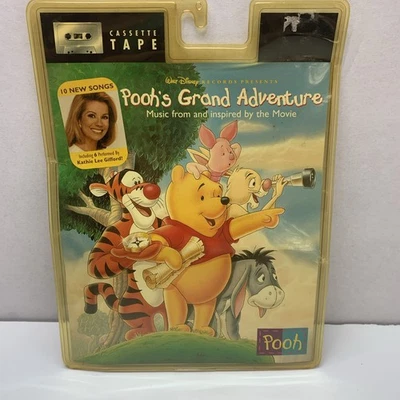 CASSETTE
TAPE
Walt Disney RECORDS PRESENTS
Pooh's Grand Adventure
Music from and inspired by the Movie
10 NEW SONGS
Including 6 Performed By
Kathie Lee Gifford!
Pooh